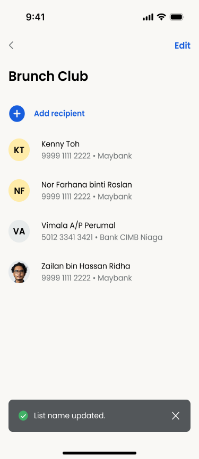 9:41
Edit
Brunch Club
Add recipient
KT
Kenny Toh
9999 1111 2222 • Maybank
NF
Nor Farhana binti Roslan
9999 1111 2222 • Maybank
VA
Vimala A/P Perumal
5012 3341 3421 • Bank CIMB Niaga
Zailan bin Hassan Ridha
9999 1111 2222 • Maybank
List name updated.